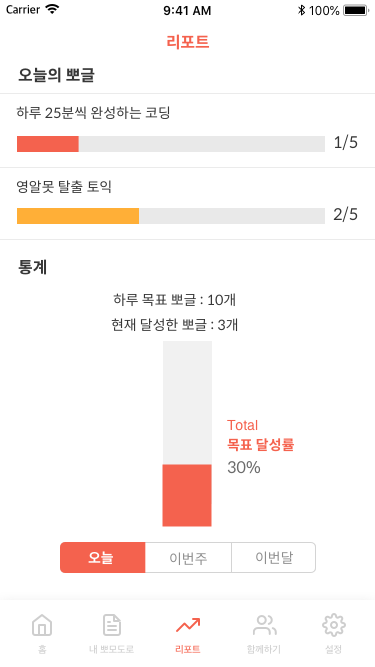 Carrier 9:41 AM 100%
리포트
오늘의 뽀글
하루 25분씩 완성하는 코딩
1/5
영알못 탈출 토익
2/5
통계
하루 목표 뽀글 : 10개
현재 달성한 뽀글 : 3개
Total
목표 달성률
30%
오늘 이번주 이번달
홈 내 뽀모도로 리포트 함께하기 설정